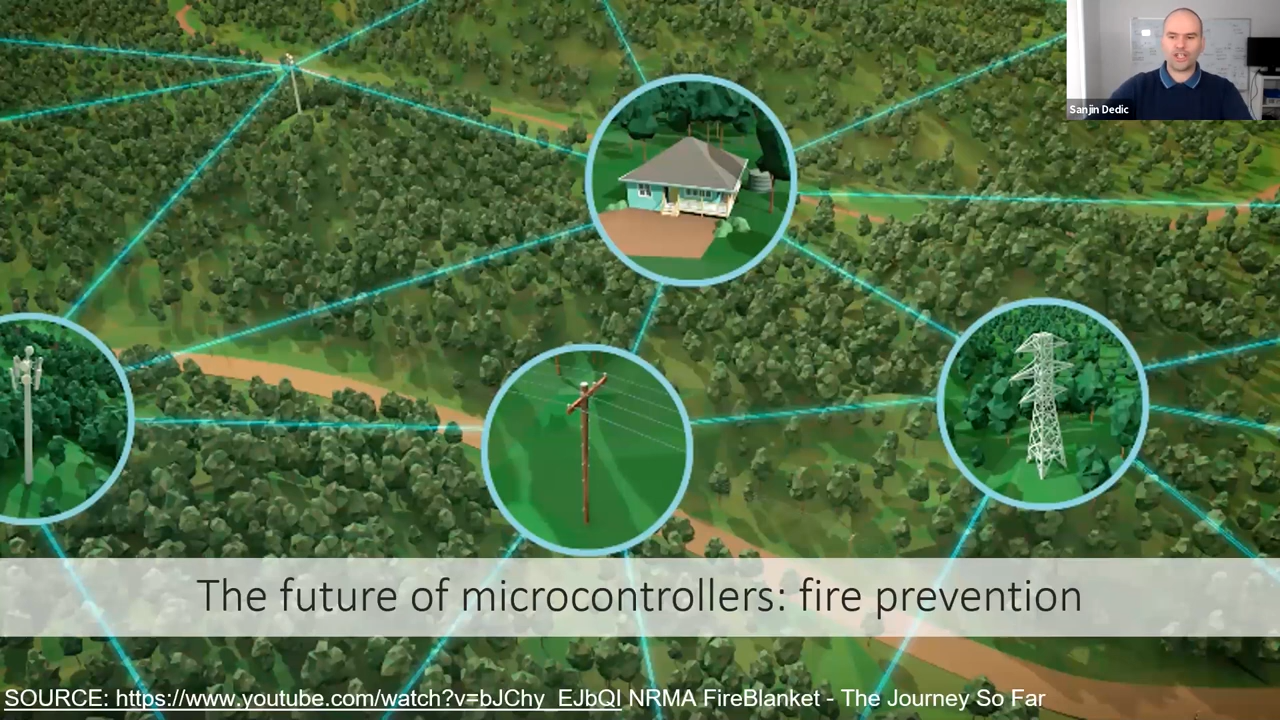 Sanjin Dedic
The future of microcontrollers: fire prevention
SOURCE: https://www.youtube.com/watch?v=bJChy_EJbQI NRMA FireBlanket - The Journey So Far